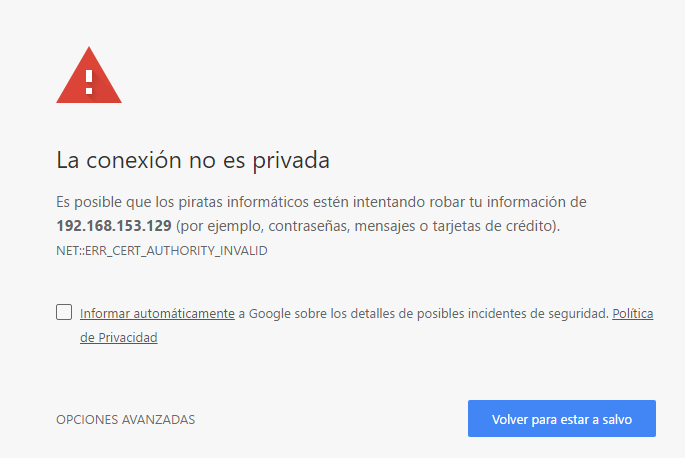 La conexión no es privada
Es posible que los piratas informáticos estén intentando robar tu información de
192.168.153.129 (por ejemplo, contraseñas, mensajes o tarjetas de crédito).
NET::ERR_CERT_AUTHORITY_INVALID
Informar automáticamente a Google sobre los detalles de posibles incidentes de seguridad. Política
de Privacidad
OPCIONES AVANZADAS
Volver para estar a salvo